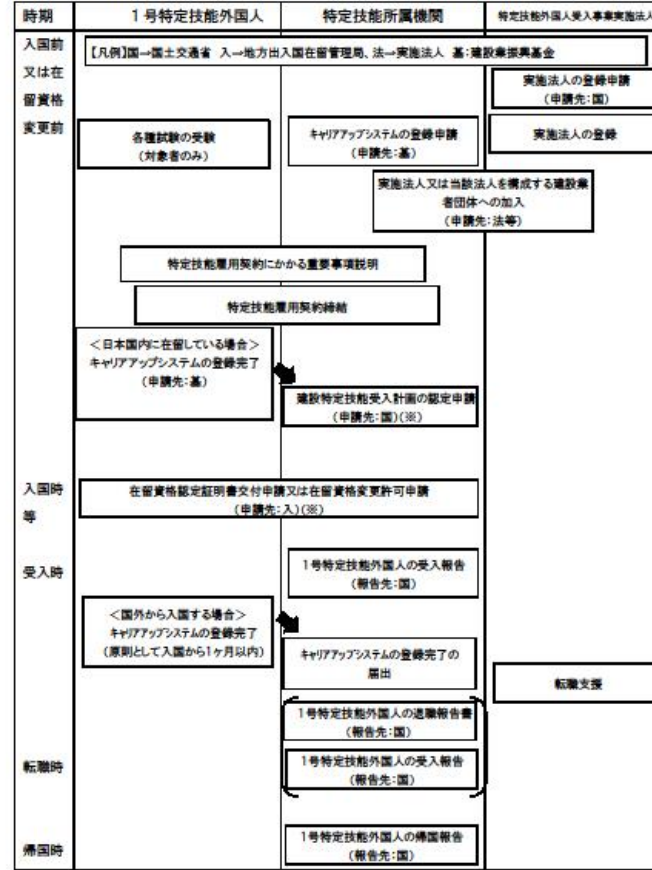 時期
1号特定技能外国人
特定技能所属機関
特定技能外国人受入事業実施法人
入国前
又は在
留資格
変更前
【凡例】国→国土交通省 入→地方出入国在留管理局、法→実施法人 基:建設業振興基金
実施法人の登録申請
(申請先:国)
各種試験の受験
(対象者のみ)
キャリアアップシステムの登録申請
(申請先:基)
実施法人の登録
実施法人又は当該法人を構成する建設業
者団体への加入
(申請先:法等)
特定技能雇用契約にかかる重要事項説明
特定技能雇用契約締結
<日本国内に在留している場合>
キャリアアップシステムの登録完了
(申請先:基)
建設特定技能受入計画の認定申請
(申請先:国)(※)
入国時
等
在留資格認定証明書交付申請又は在留資格変更許可申請
(申請先:入)(※)
受入時
1号特定技能外国人の受入報告
(報告先:国)
<国外から入国する場合>
キャリアアップシステムの登録完了
(原則として入国から1ヶ月以内)
キャリアアップシステムの登録完了の
届出
転職支援
1号特定技能外国人の退職報告書
(報告先:国)
転職時
1号特定技能外国人の受入報告
(報告先:国)
帰国時
1号特定技能外国人の帰国報告
(報告先:国)